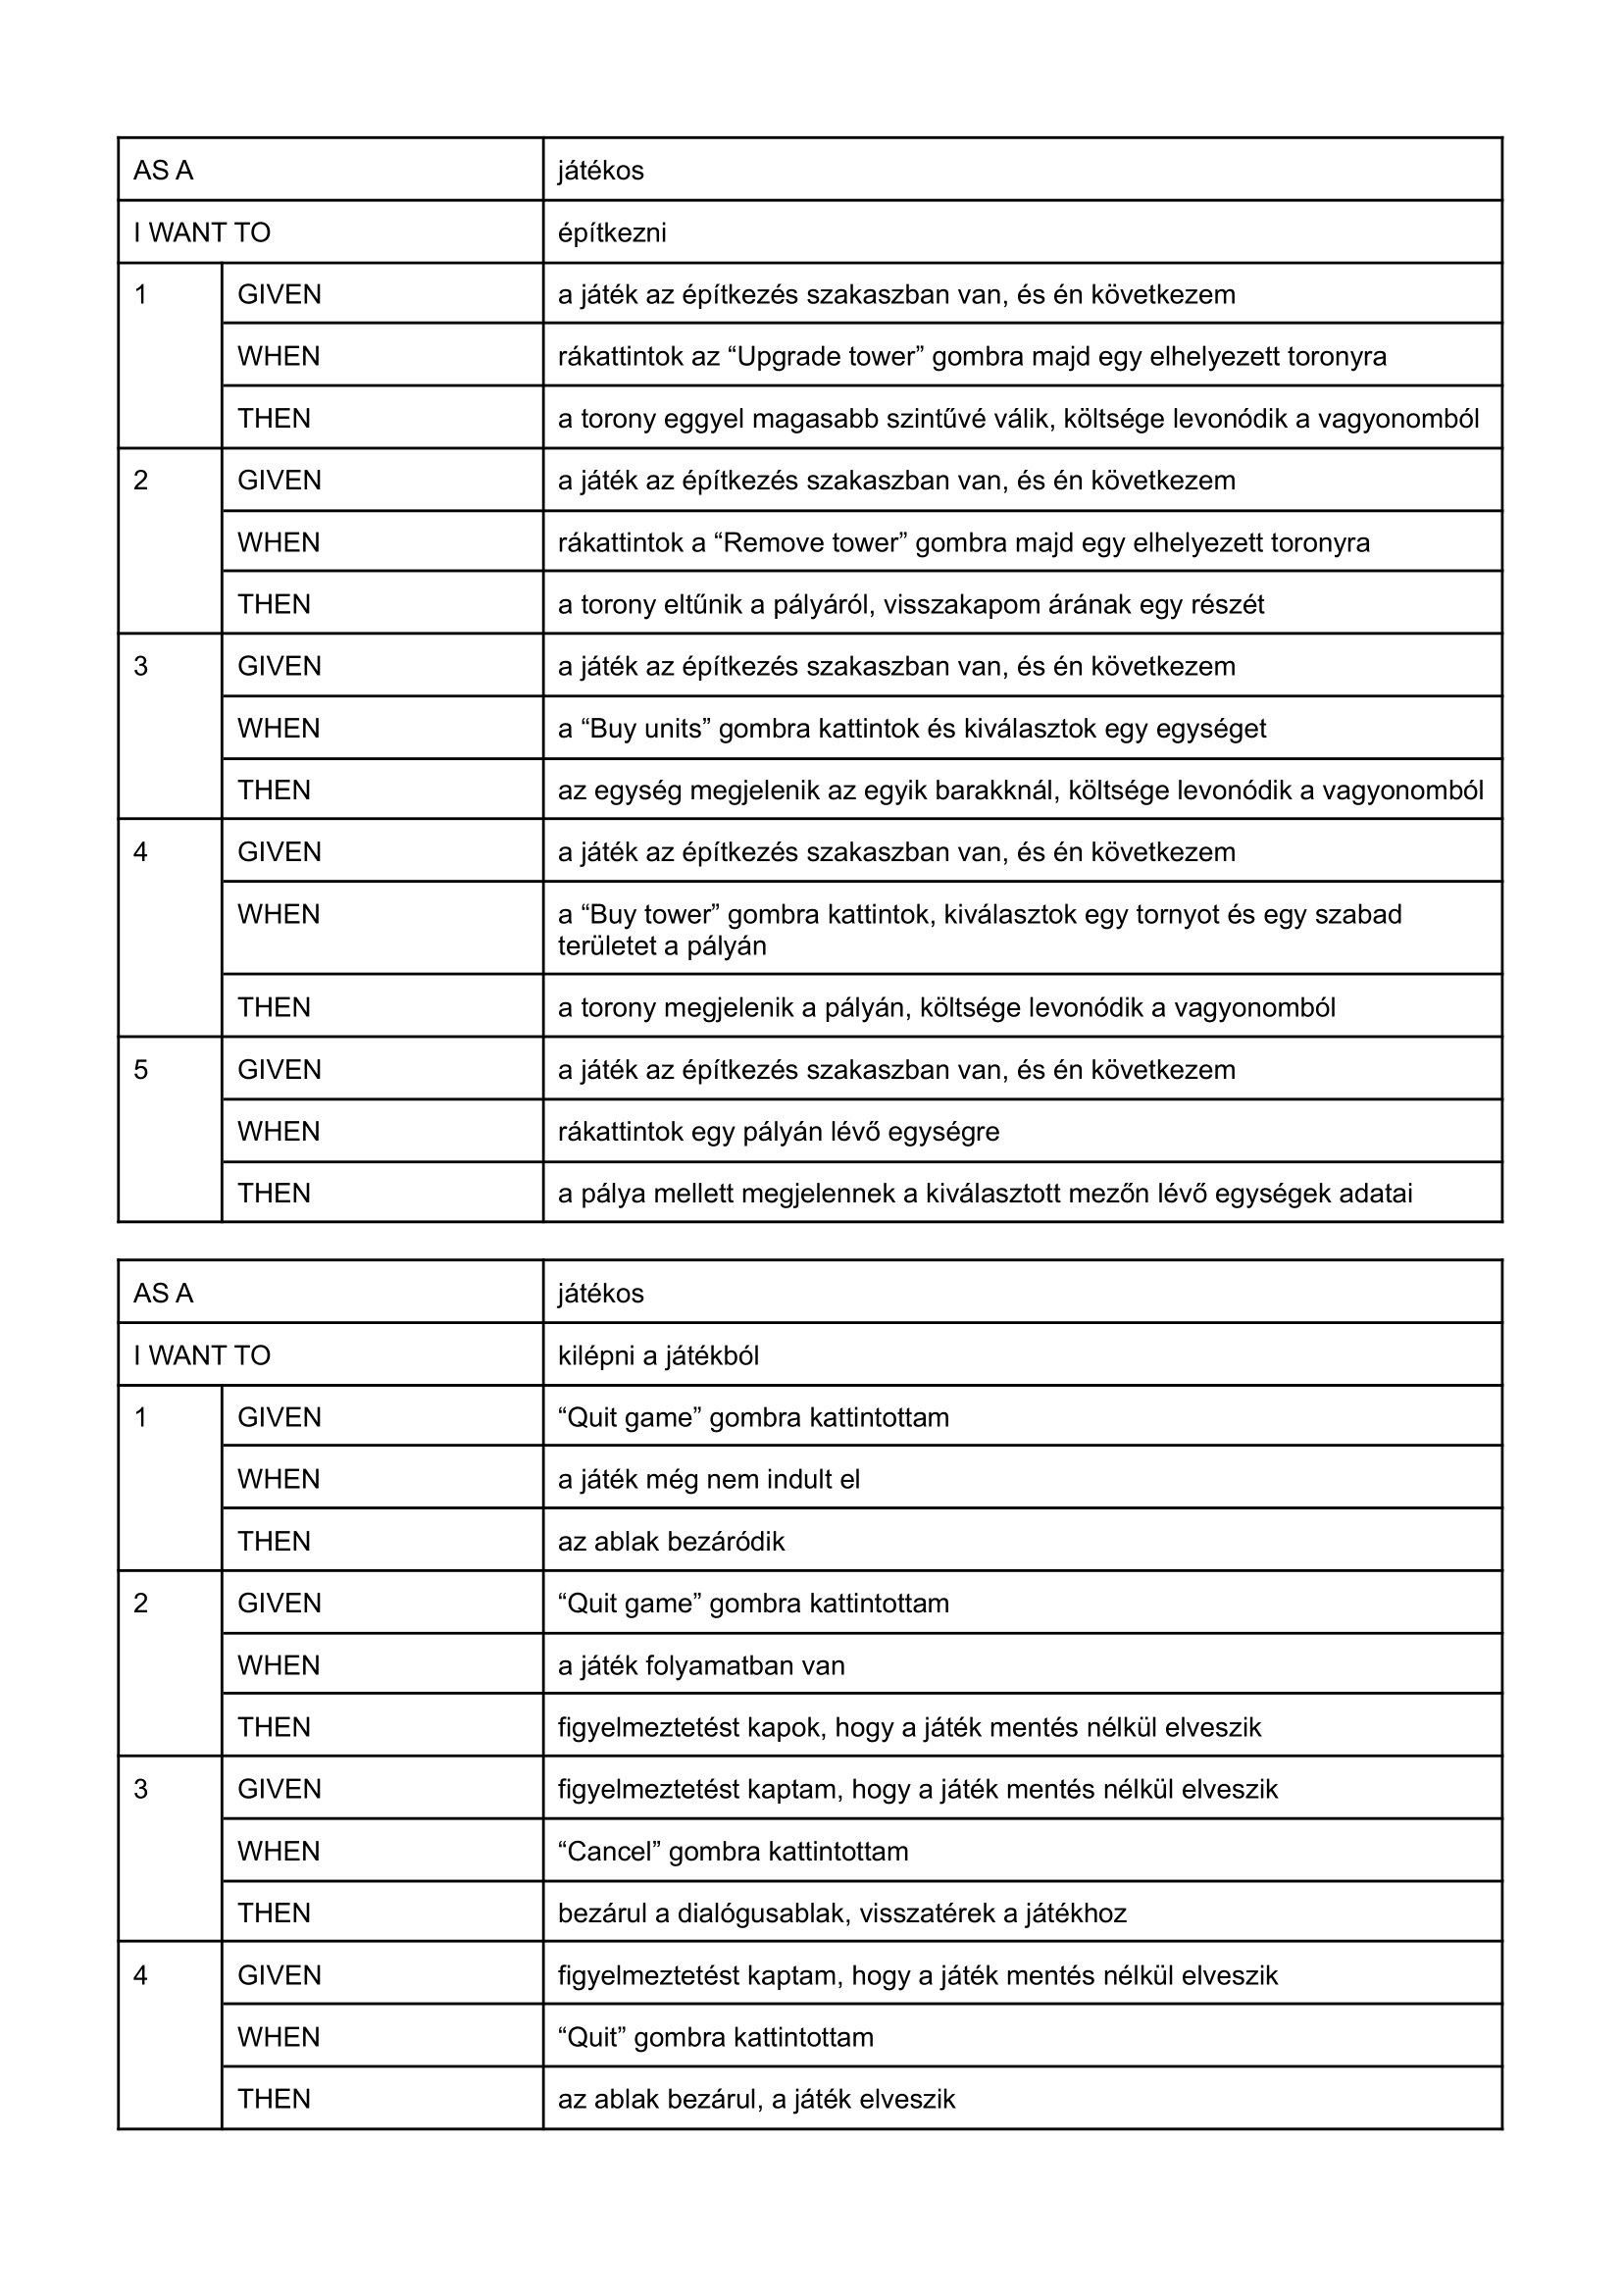 AS A játékos
I WANT TO építkezni
1 GIVEN a játék az építkezés szakaszban van, és én következem
WHEN rákattintok az “Upgrade tower” gombra majd egy elhelyezett toronyra
THEN a torony eggyel magasabb szintűvé válik, költsége levonódik a vagyonomból
2 GIVEN a játék az építkezés szakaszban van, és én következem
WHEN rákattintok a “Remove tower” gombra majd egy elhelyezett toronyra
THEN a torony eltűnik a pályáról, visszakapom árának egy részét
3 GIVEN a játék az építkezés szakaszban van, és én következem
WHEN a “Buy units” gombra kattintok és kiválasztok egy egységet
THEN az egység megjelenik az egyik barakknál, költsége levonódik a vagyonomból
4 GIVEN a játék az építkezés szakaszban van, és én következem
WHEN a “Buy tower” gombra kattintok, kiválasztok egy tornyot és egy szabad
területet a pályán
THEN a torony megjelenik a pályán, költsége levonódik a vagyonomból
5 GIVEN a játék az építkezés szakaszban van, és én következem
WHEN rákattintok egy pályán lévő egységre
THEN a pálya mellett megjelennek a kiválasztott mezőn lévő egységek adatai
AS A játékos
I WANT TO kilépni a játékból
1 GIVEN “Quit game” gombra kattintottam
WHEN a játék még nem indult el
THEN az ablak bezáródik
2 GIVEN “Quit game” gombra kattintottam
WHEN a játék folyamatban van
THEN figyelmeztetést kapok, hogy a játék mentés nélkül elveszik
3 GIVEN figyelmeztetést kaptam, hogy a játék mentés nélkül elveszik
WHEN “Cancel” gombra kattintottam
THEN bezárul a dialógusablak, visszatérek a játékhoz
4 GIVEN figyelmeztetést kaptam, hogy a játék mentés nélkül elveszik
WHEN “Quit” gombra kattintottam
THEN az ablak bezárul, a játék elveszik